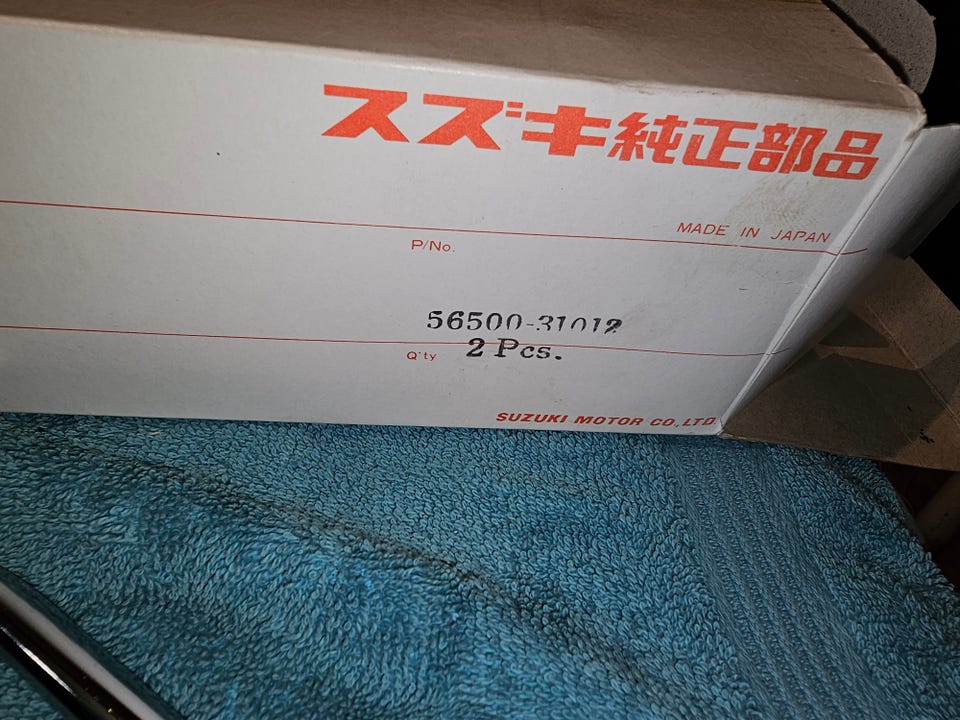 スズキ純正部品
MADE IN JAPAN
P/No.
56500-31012
Q'ty 2 Pcs.
SUZUKI MOTOR CO., LTD.